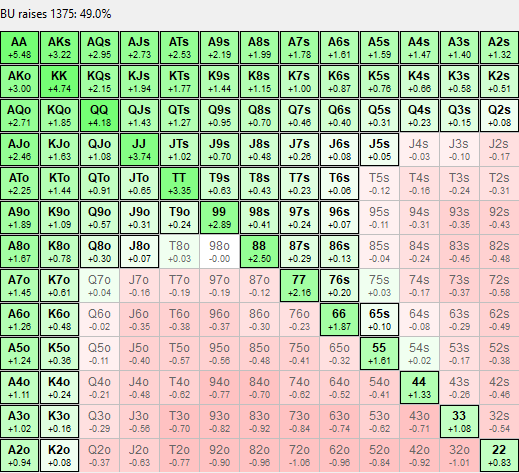 BU raises 1375: 49.0%
AA AKs AQs AJs ATs A9s A8s A7s A6s A5s A4s A3s A2s
+5.48 +3.22 +2.95 +2.73 +2.53 +2.19 +1.99 +1.78 +1.61 +1.59 +1.47 +1.40 +1.32
AKo KK KQs KJs KTs K9s K8s K7s K6s K5s K4s K3s K2s
+3.00 +4.74 +2.15 +1.94 +1.77 +1.44 +1.15 +1.00 +0.87 +0.76 +0.66 +0.58 +0.51
AQo KQo QQ QJs QTs Q9s Q8s Q7s Q6s Q5s Q4s Q3s Q2s
+2.71 +1.85 +4.18 +1.43 +1.27 +0.95 +0.70 +0.46 +0.40 +0.31 +0.23 +0.15 +0.08
AJo KJo QJo JJ JTs J9s J8s J7s J6s J5s J4s J3s J2s
+2.46 +1.63 +1.08 +3.74 +1.02 +0.70 +0.48 +0.26 +0.08 +0.05 -0.03 -0.10 -0.17
ATo KTo QTo JTo TT T9s T8s T7s T6s T5s T4s T3s T2s
+2.25 +1.44 +0.91 +0.65 +3.35 +0.63 +0.43 +0.23 +0.06 -0.12 -0.16 -0.24 -0.31
A9o K9o Q9o J9o T9o 99 98s 97s 96s 95s 94s 93s 92s
+1.89 +1.09 +0.57 +0.31 +0.24 +2.89 +0.41 +0.24 +0.07 -0.11 -0.31 -0.35 -0.43
A8o K8o Q8o J8o T8o 98o 88 87s 86s 85s 84s 83s 82s
+1.67 +0.78 +0.30 +0.07 +0.03 -0.00 +2.50 +0.29 +0.13 -0.04 -0.24 -0.45 -0.48
A7o K7o Q7o J7o T7o 97o 87o 77 76s 75s 74s 73s 72s
+1.45 +0.61 +0.04 -0.16 -0.19 -0.19 -0.12 +2.16 +0.20 +0.03 -0.17 -0.37 -0.58
A6o K6o Q6o J6o T6o 96o 86o 76o 66 65s 64s 63s 62s
+1.26 +0.48 -0.02 -0.35 -0.38 -0.37 -0.30 -0.23 +1.87 +0.10 -0.08 -0.29 -0.49
A5o K5o Q5o J5o T5o 95o 85o 75o 65o 55 54s 53s 52s
+1.24 +0.36 -0.11 -0.40 -0.57 -0.56 -0.48 -0.41 -0.32 +1.61 +0.02 -0.17 -0.38
A4o K4o Q4o J4o T4o 94o 84o 74o 64o 54o 44 43s 42s
+1.11 +0.24 -0.21 -0.48 -0.62 -0.77 -0.70 -0.62 -0.52 -0.41 +1.33 -0.26 -0.46
A3o K3o Q3o J3o T3o 93o 83o 73o 63o 53o 43o 33 32s
+1.02 +0.16 -0.29 -0.56 -0.70 -0.82 -0.92 -0.84 -0.74 -0.62 -0.71 +1.08 -0.54
A2o K2o Q2o J2o T2o 92o 82o 72o 62o 52o 42o 32o 22
+0.94 +0.08 -0.37 -0.63 -0.77 -0.90 -0.96 -1.06 -0.96 -0.84 -0.92 -1.01 +0.85